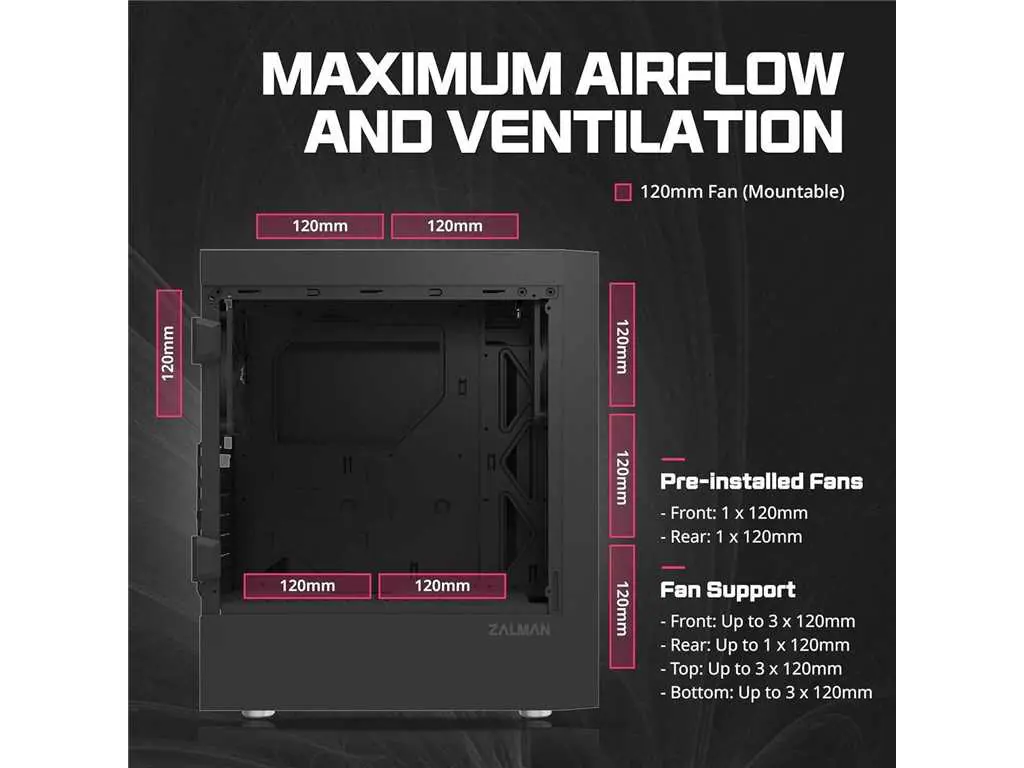 MAXIMUM AIRFLOW
AND VENTILATION
120mm Fan (Mountable)
120mm
120mm
120mm
120mm
120mm
120mm
120mm
120mm
ZALMAN
Pre-installed Fans
- Front: 1 x 120mm
- Rear: 1 x 120mm
Fan Support
- Front: Up to 3 x 120mm
- Rear: Up to 1 x 120mm
- Top: Up to 3 x 120mm
- Bottom: Up to 3 x 120mm